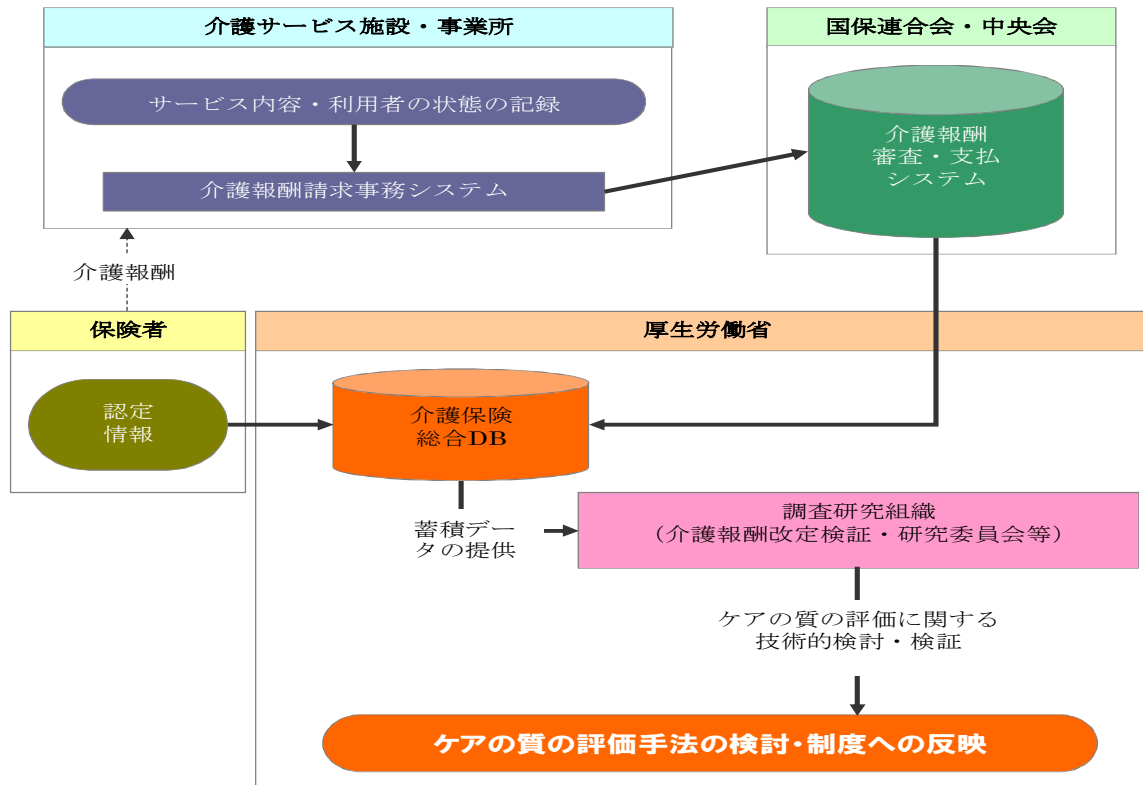 介護サービス施設・事業所
サービス内容・利用者の状態の記録
介護報酬請求事務システム
国保連合会・中央会
介護報酬
審査・支払
システム
介護報酬
保険者
認定
情報
厚生労働省
介護保険
総合DB
蓄積デー
タの提供
調査研究組織
（介護報酬改定検証・研究委員会等）
ケアの質の評価に関する
技術的検討・検証
ケアの質の評価手法の検討・制度への反映